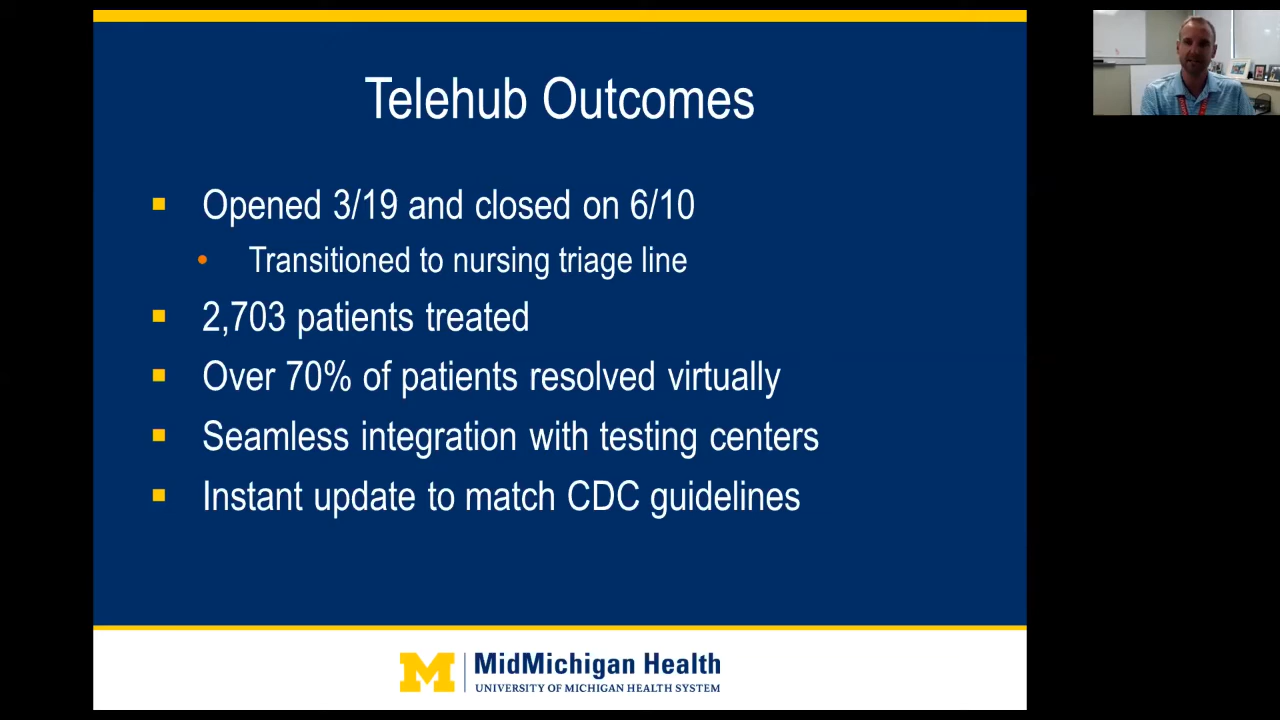 Telehub Outcomes
Opened 3/19 and closed on 6/10
Transitioned to nursing triage line
2,703 patients treated
Over 70% of patients resolved virtually
Seamless integration with testing centers
Instant update to match CDC guidelines
M
MidMichigan Health
UNIVERSITY OF MICHIGAN HEALTH SYSTEM